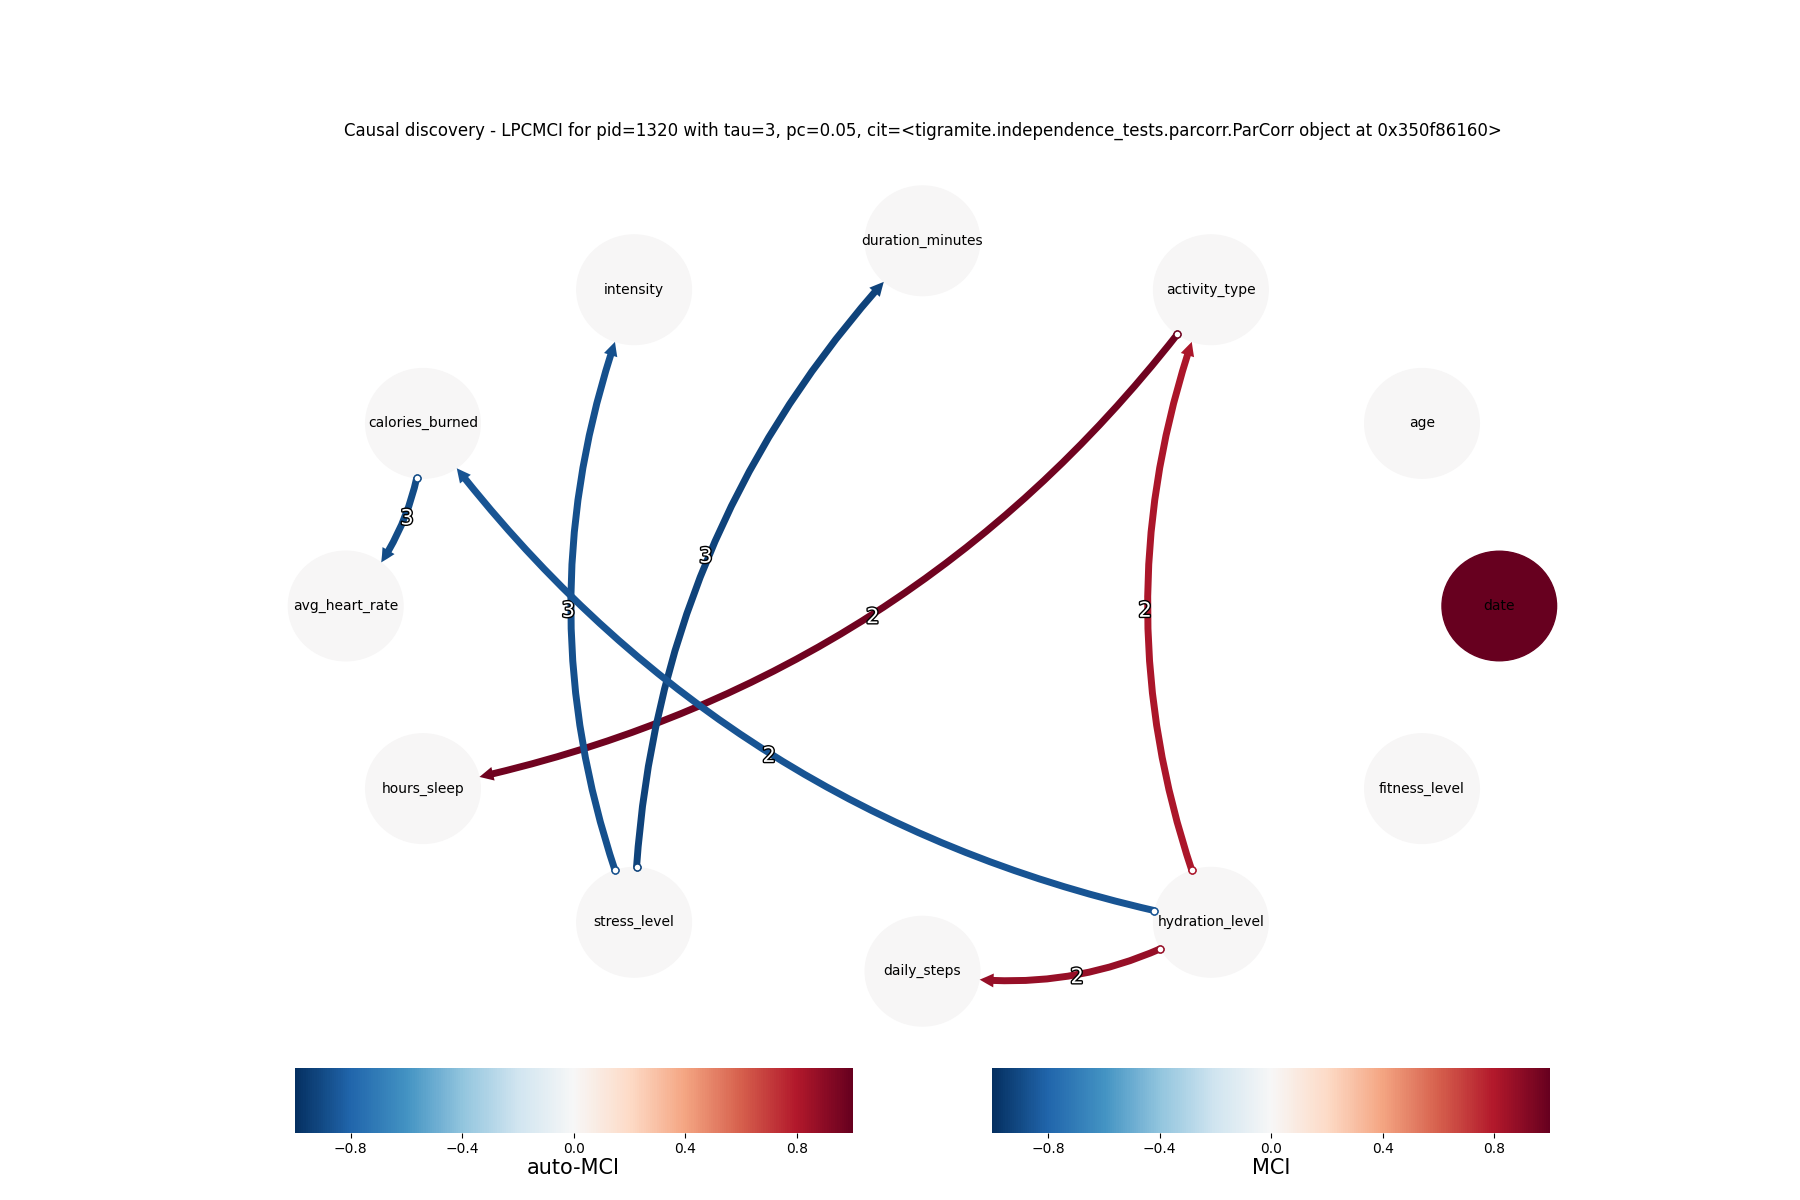 Causal discovery - LPCMCI for pid=1320 with tau=3, pc=0.05, cit=<tigramite.independence_tests.parcorr.ParCorr object at 0x350f86160>
duration_minutes
intensity
activity_type
calories_burned
age
3
3
avg_heart_rate
date
3
2
2
2
hours_sleep
fitness_level
stress_level
hydration_level
daily_steps
2
−0.8 −0.4 0.0 0.4 0.8
auto-MCI
−0.8 −0.4 0.0 0.4 0.8
MCI